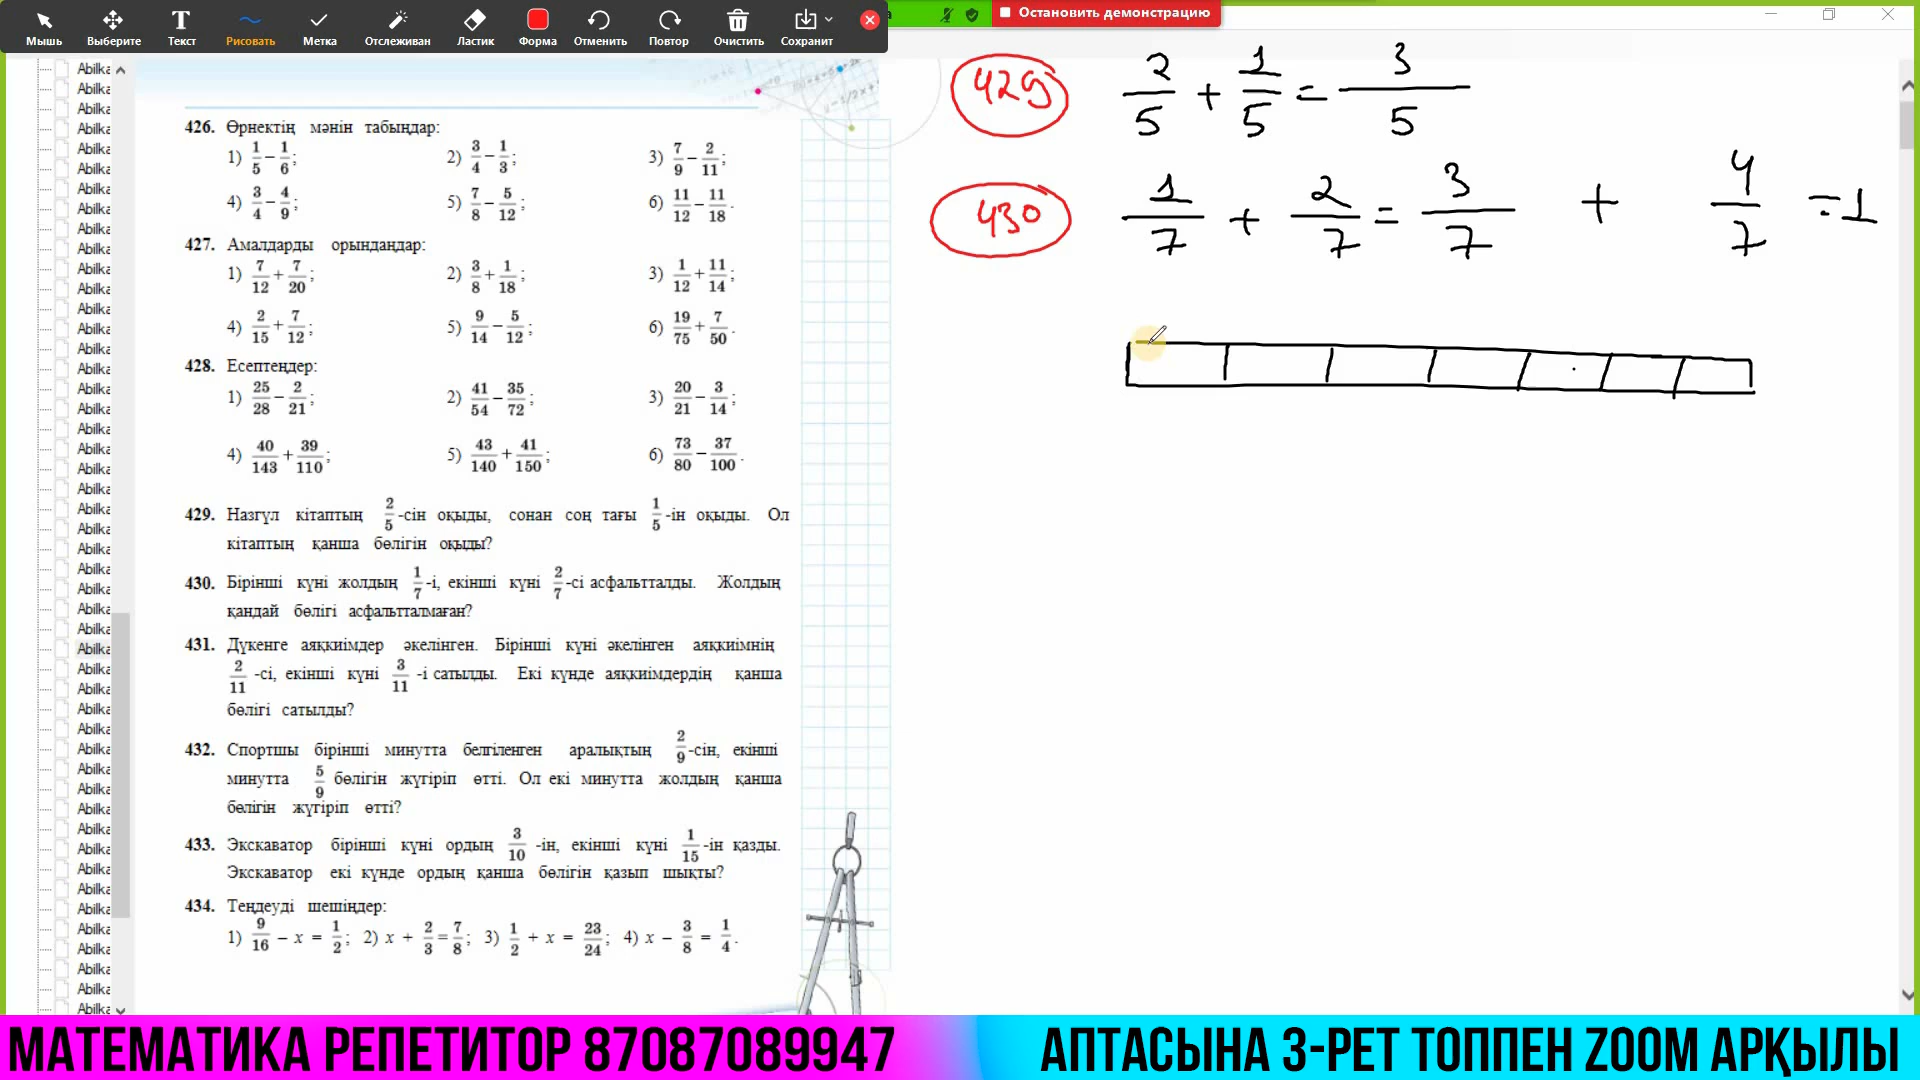 Мышь Выберите Текст Рисовать Метка Отслеживан Ластик Форма Отменить Повтор Очистить Сохранит
Остановить демонстрацию
426. Өрнектің мәнін табыңдар:
1) 1/5 − 1/6; 2) 3/4 − 1/3; 3) 7/9 − 2/11;
4) 3/4 − 4/9; 5) 7/8 − 5/12; 6) 11/12 − 11/18.
427. Амалдарды орындаңдар:
1) 7/12 + 7/20; 2) 3/8 + 1/18; 3) 1/12 + 11/14;
4) 2/15 + 7/12; 5) 9/14 − 5/12; 6) 19/75 + 7/50.
428. Есептеңдер:
1) 25/28 − 2/21; 2) 41/54 − 35/72; 3) 20/21 − 3/14;
4) 40/143 + 39/110; 5) 43/140 + 41/150; 6) 73/80 − 37/100.
429. Назгүл кітаптың 2/5-сін оқыды, сонан соң тағы 1/5-ін оқыды. Ол
кітаптың қанша бөлігін оқыды?
430. Бірінші күні жолдың 1/7-і, екінші күні 2/7-сі асфальтталды. Жолдың
қандай бөлігі асфальтталмаған?
431. Дүкенге аяқкиімдер әкелінген. Бірінші күні әкелінген аяқкиімнің
2/11-сі, екінші күні 3/11-і сатылды. Екі күнде аяқкиімдердің қанша
бөлігі сатылды?
432. Спортшы бірінші минутта белгіленген аралықтың 2/9-сін, екінші
минутта 5/9 бөлігін жүгіріп өтті. Ол екі минутта жолдың қанша
бөлігін жүгіріп өтті?
433. Экскаватор бірінші күні ордың 3/10-ін, екінші күні 1/15-ін қазды.
Экскаватор екі күнде ордың қанша бөлігін қазып шықты?
434. Теңдеуді шешіңдер:
1) 9/16 − x = 1/2; 2) x + 2/3 = 7/8; 3) 1/2 + x = 23/24; 4) x − 3/8 = 1/4.
429 2/5 + 1/5 = 3/5
430 1/7 + 2/7 = 3/7 + 4/7 = 1
МАТЕМАТИКА РЕПЕТИТОР 87087089947
АПТАСЫНА 3-РЕТ ТОППЕН ZOOM АРҚЫЛЫ